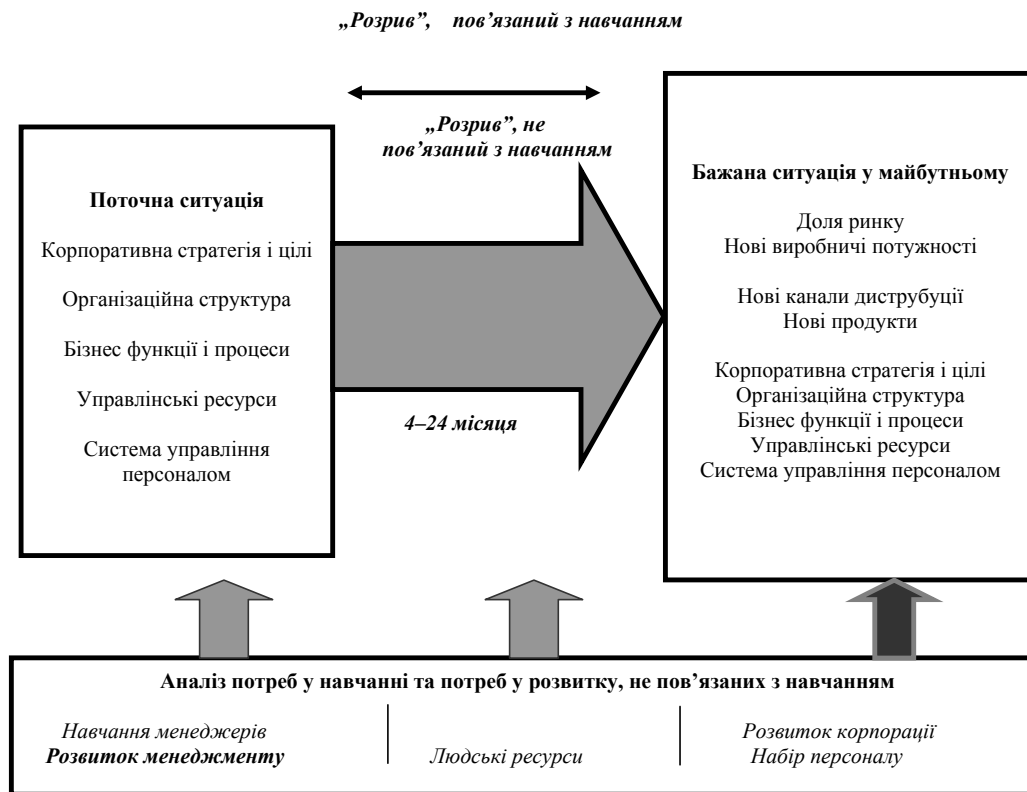 „Розрив”, пов’язаний з навчанням
„Розрив”, не
пов’язаний з навчанням
Поточна ситуація
Корпоративна стратегія і цілі
Організаційна структура
Бізнес функції і процеси
Управлінські ресурси
Система управління
персоналом
4–24 місяця
Бажана ситуація у майбутньому
Доля ринку
Нові виробничі потужності
Нові канали диструбуції
Нові продукти
Корпоративна стратегія і цілі
Організаційна структура
Бізнес функції і процеси
Управлінські ресурси
Система управління персоналом
Аналіз потреб у навчанні та потреб у розвитку, не пов’язаних з навчанням
Навчання менеджерів
Розвиток менеджменту
Людські ресурси
Розвиток корпорації
Набір персоналу